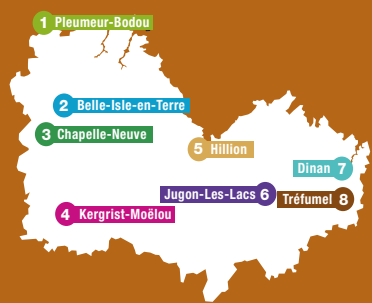 1 Pleumeur-Bodou
2 Belle-Isle-en-Terre
3 Chapelle-Neuve
5 Hillion
Dinan 7
Jugon-Les-Lacs 6
Tréfumel 8
4 Kergrist-Moëlou